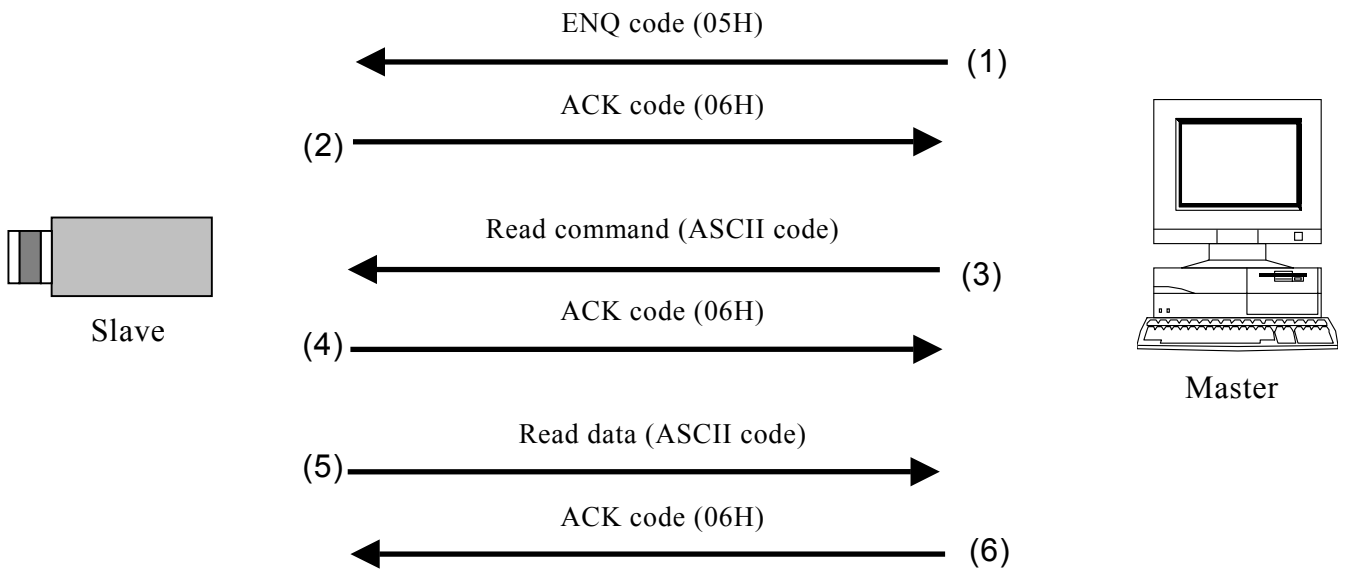 ENQ code (05H)
(1)
ACK code (06H)
(2)
Read command (ASCII code)
(3)
Slave
ACK code (06H)
(4)
Master
Read data (ASCII code)
(5)
ACK code (06H)
(6)